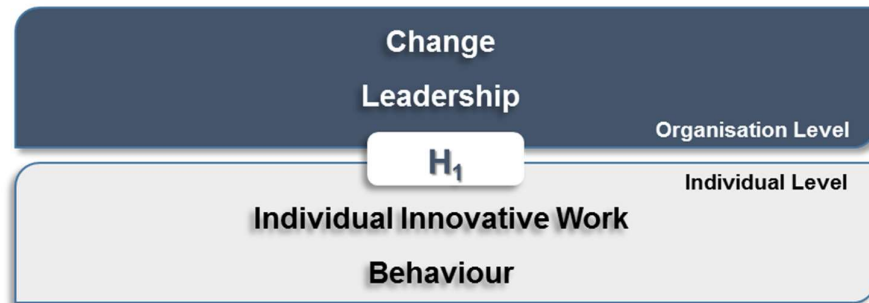 Change
Leadership
Organisation Level
H₁
Individual Level
Individual Innovative Work
Behaviour